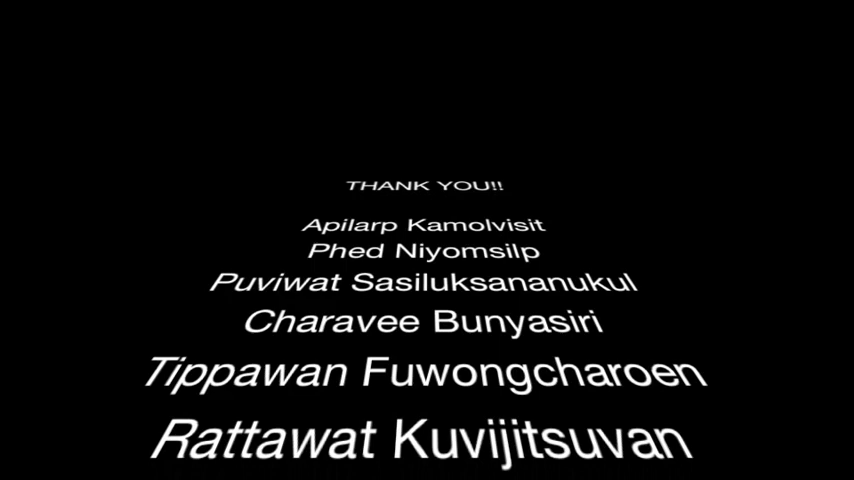 THANK YOU!!
Apilarp Kamolvisit
Phed Niyomsilp
Puviwat Sasiluksananukul
Charavee Bunyasiri
Tippawan Fuwongcharoen
Rattawat Kuvijitsuvan